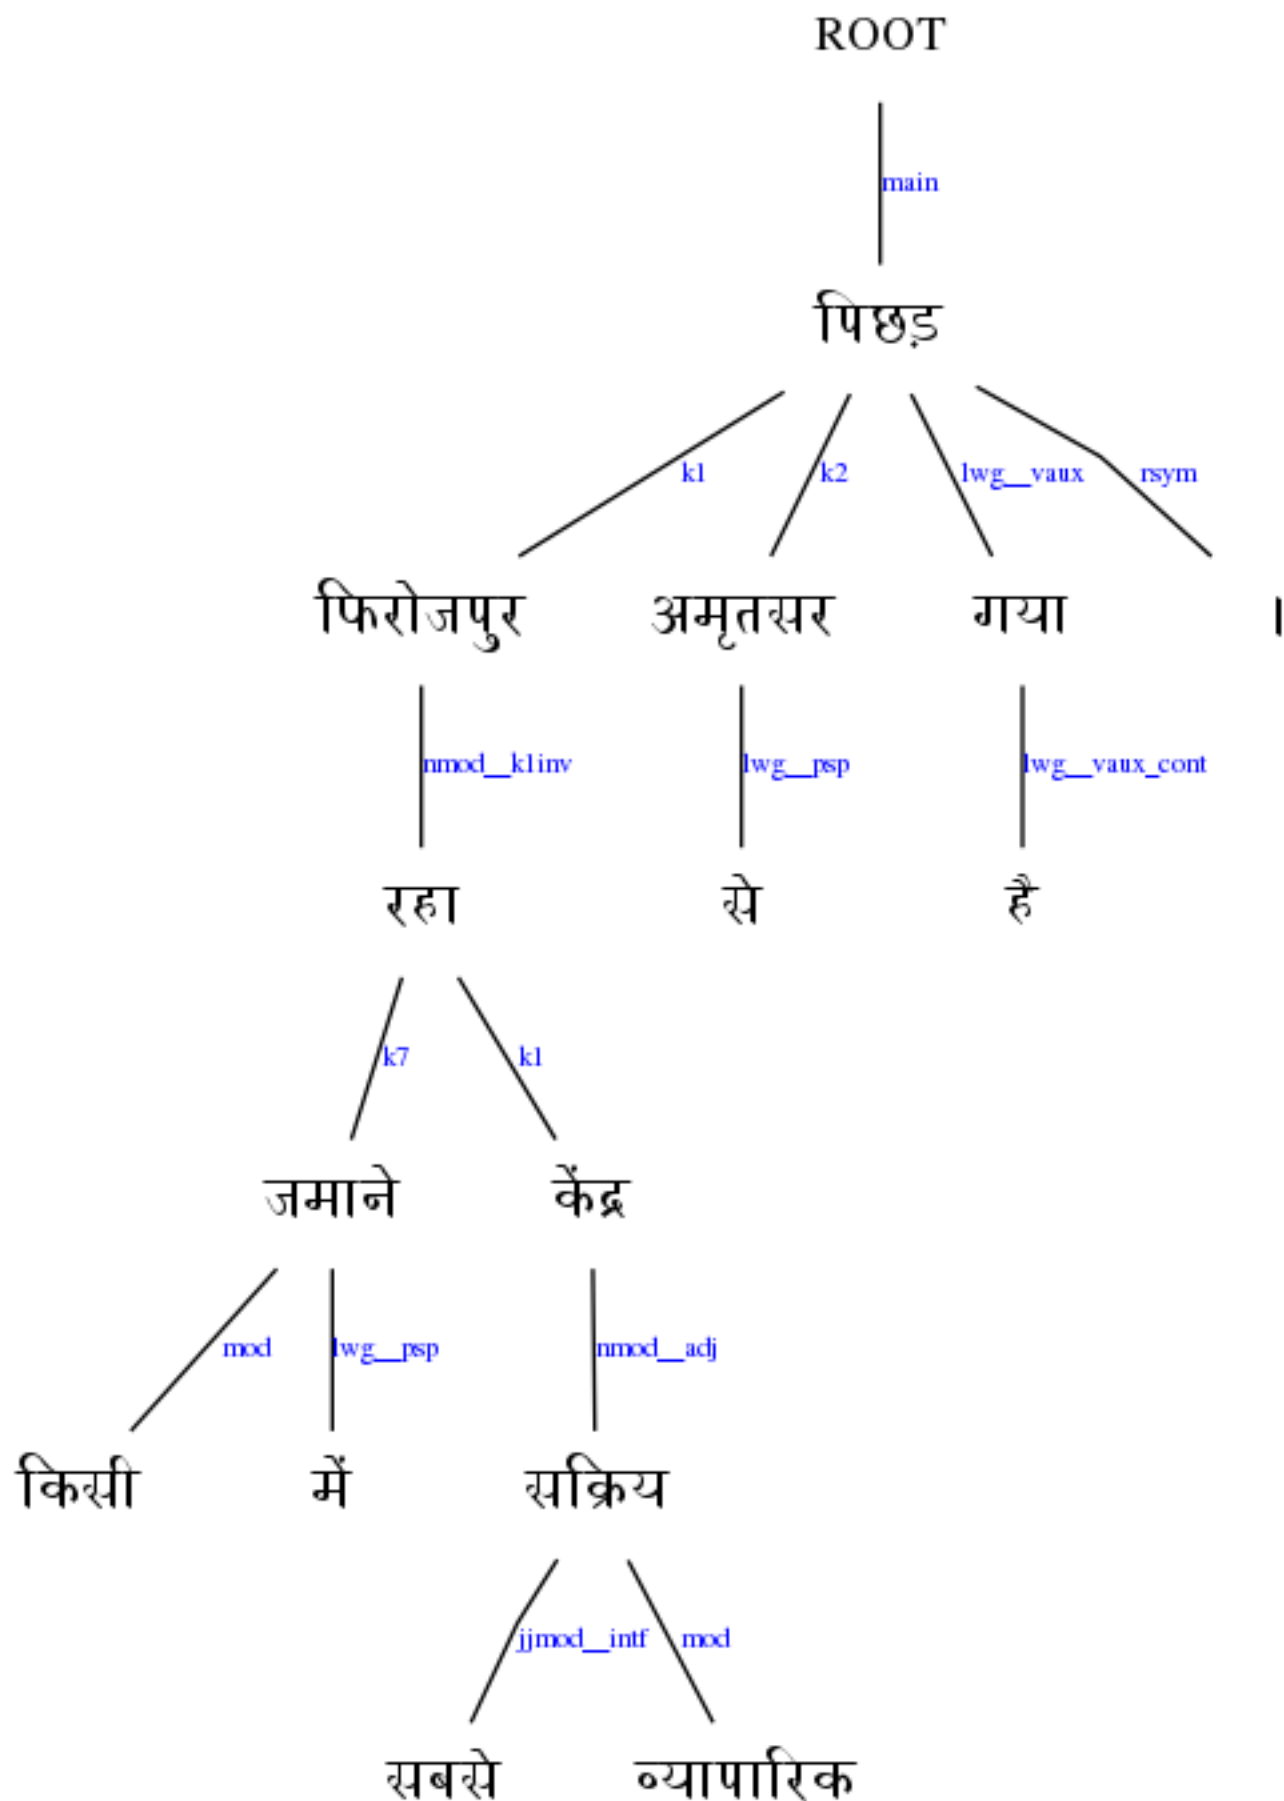 ROOT
main
पिछड़
k1 k2 lwg__vaux rsym
फिरोजपुर अमृतसर गया ।
nmod__k1inv lwg__psp lwg__vaux_cont
रहा से है
k7 k1
जमाने केंद्र
mod lwg__psp nmod__adj
किसी में सक्रिय
jjmod__intf mod
सबसे व्यापारिक